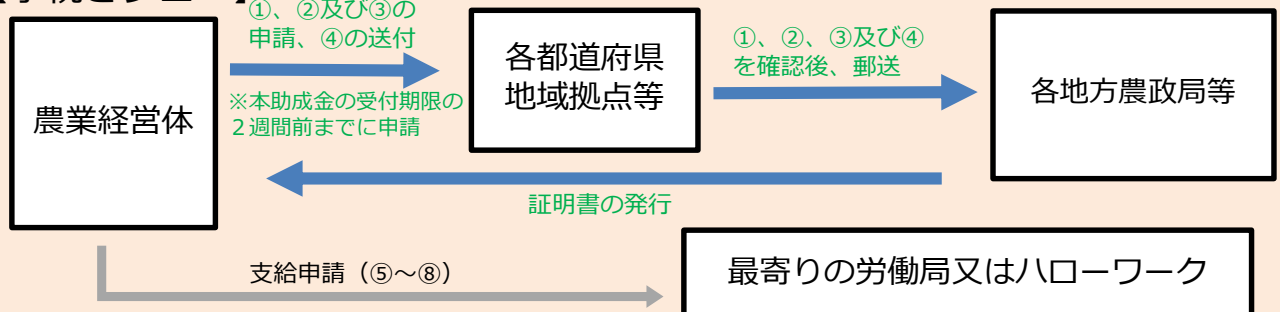 ①、②及び③の
申請、④の送付
※本助成金の受付期限の
２週間前までに申請
農業経営体
各都道府県
地域拠点等
①、②、③及び④
を確認後、郵送
各地方農政局等
証明書の発行
支給申請（⑤～⑧）
最寄りの労働局又はハローワーク